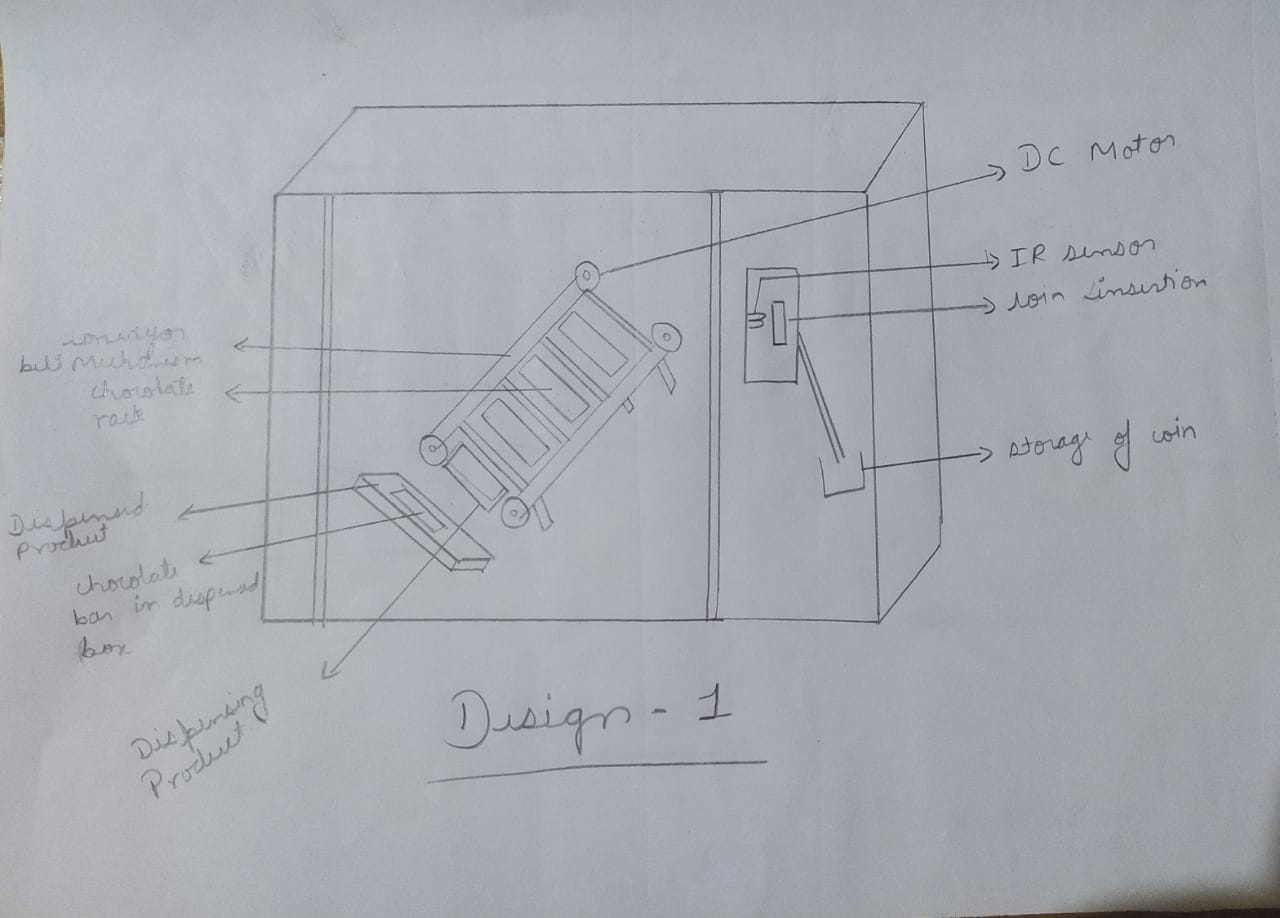 DC Motor
IR sensor
coin insertion
storage of coin
conveyor
belt Mechanism
chocolate
rack
Dispensed
Product
chocolate
bar in dispensed
box
Dispensing
Product
Design - 1